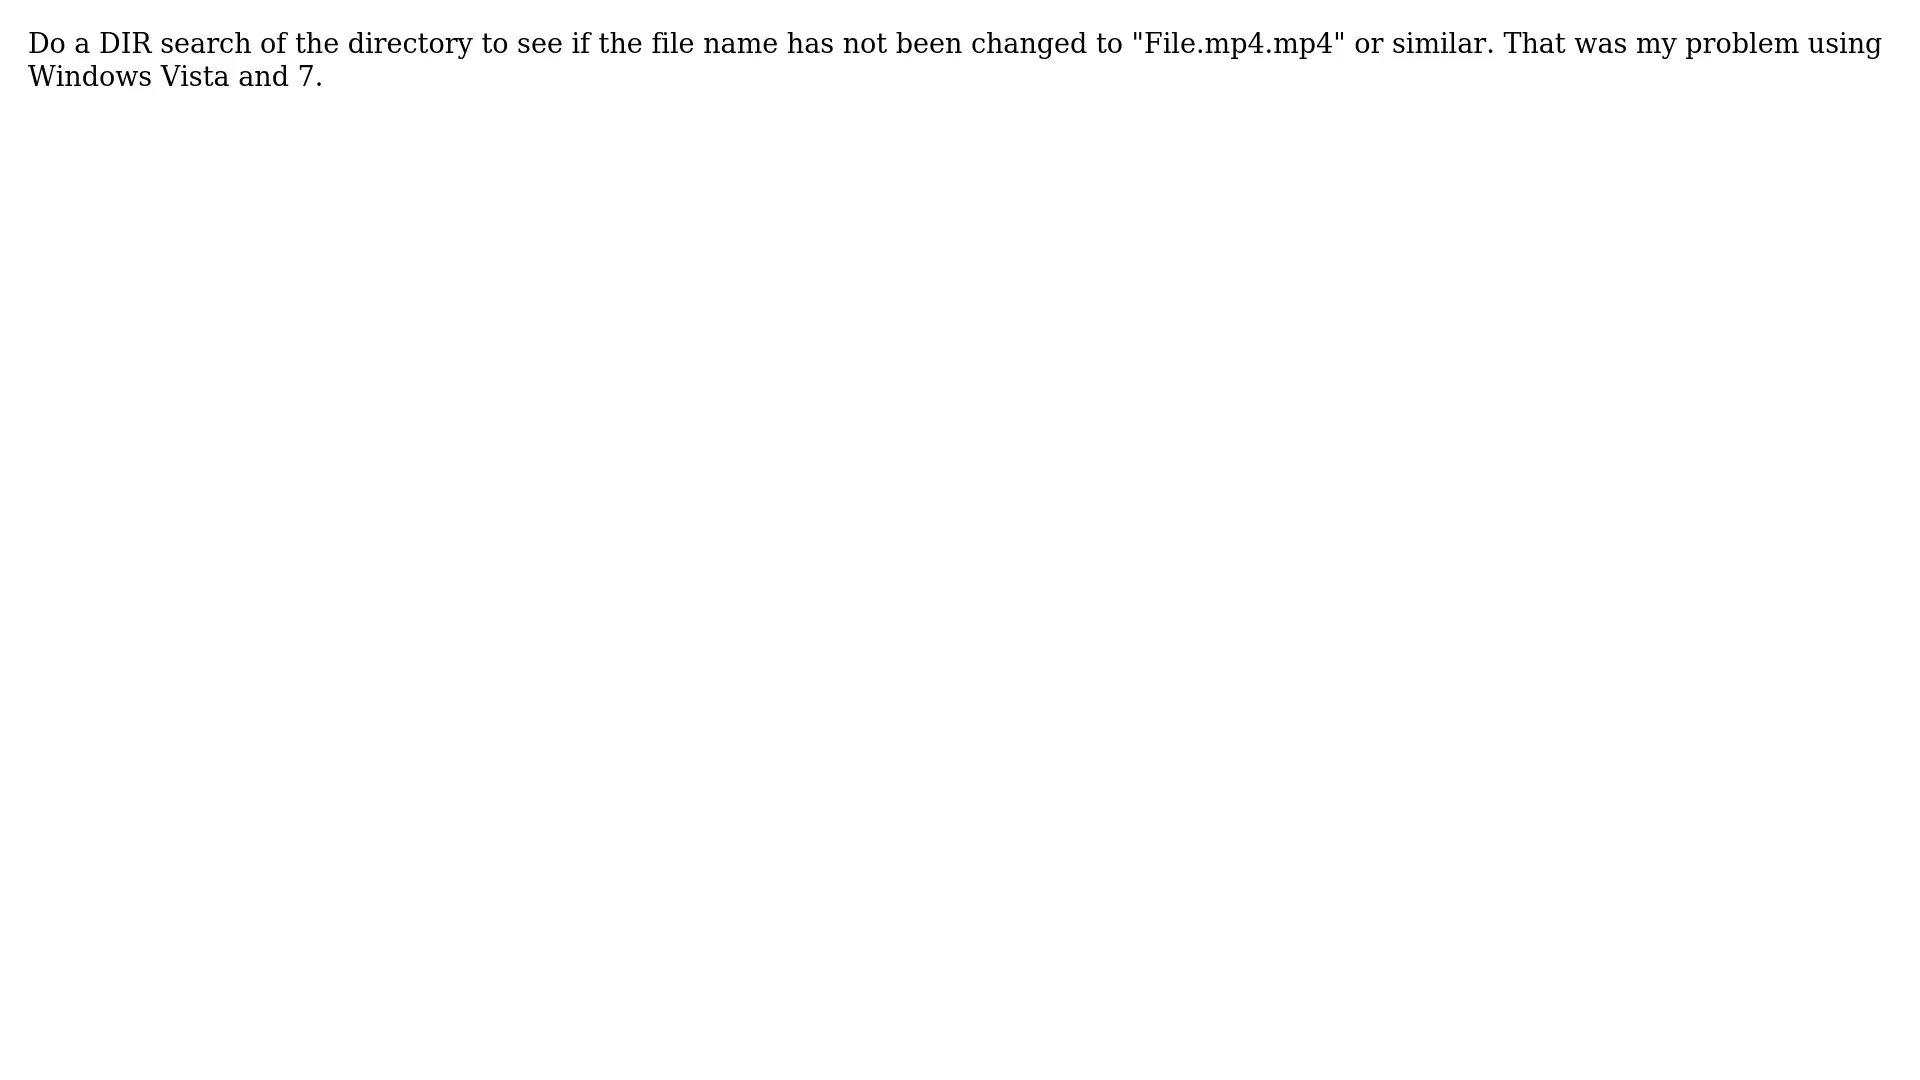 Do a DIR search of the directory to see if the file name has not been changed to "File.mp4.mp4" or similar. That was my problem using
Windows Vista and 7.